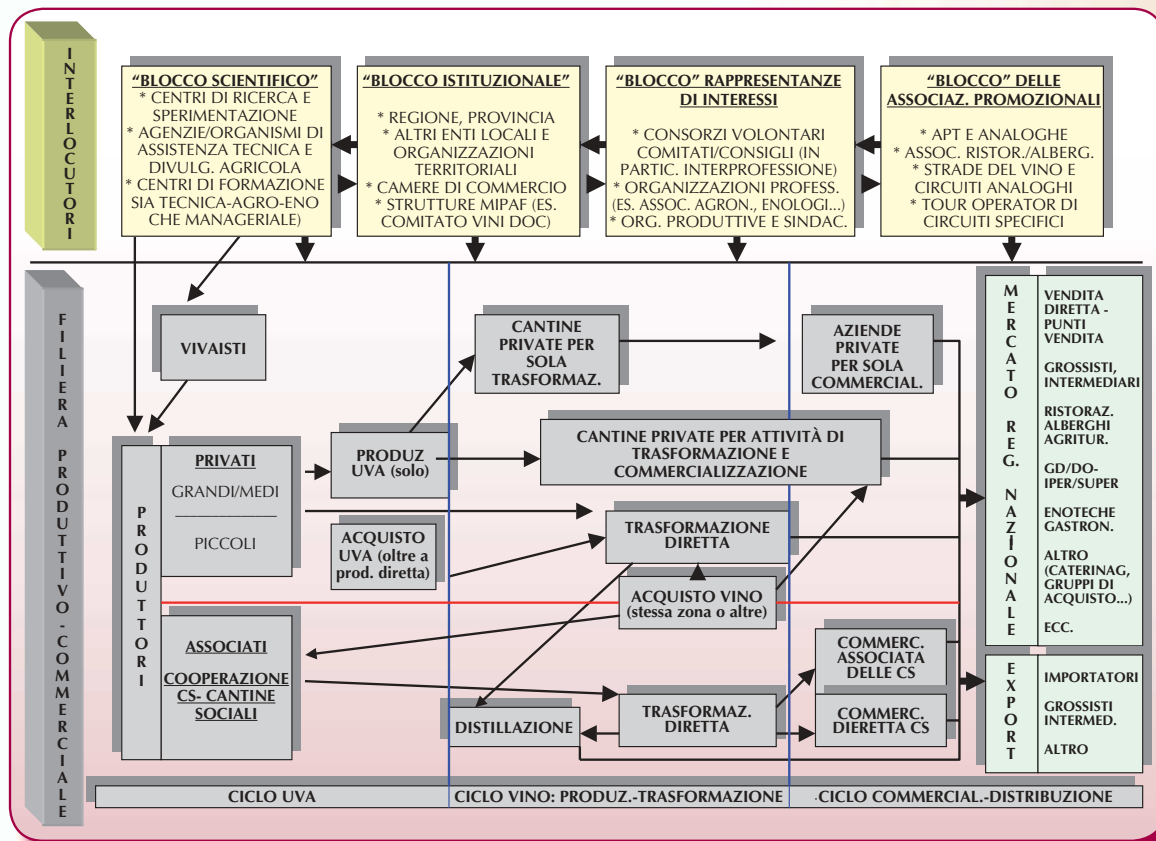 INTERLOCUTORI
“BLOCCO SCIENTIFICO”
* CENTRI DI RICERCA E
SPERIMENTAZIONE
* AGENZIE/ORGANISMI DI
ASSISTENZA TECNICA E
DIVULG. AGRICOLA
* CENTRI DI FORMAZIONE
SIA TECNICA-AGRO-ENO
CHE MANAGERIALE)
“BLOCCO ISTITUZIONALE”
* REGIONE, PROVINCIA
* ALTRI ENTI LOCALI E
ORGANIZZAZIONI
TERRITORIALI
* CAMERE DI COMMERCIO
* STRUTTURE MIPAF (ES.
COMITATO VINI DOC)
“BLOCCO” RAPPRESENTANZE
DI INTERESSI
* CONSORZI VOLONTARI
COMITATI/CONSIGLI (IN
PARTIC. INTERPROFESSIONE)
* ORGANIZZAZIONI PROFESS.
(ES. ASSOC. AGRON., ENOLOGI...)
* ORG. PRODUTTIVE E SINDAC.
“BLOCCO” DELLE
ASSOCIAZ. PROMOZIONALI
* APT E ANALOGHE
* ASSOC. RISTOR./ALBERG.
* STRADE DEL VINO E
CIRCUITI ANALOGHI
* TOUR OPERATOR DI
CIRCUITI SPECIFICI
FILIERA PRODUTTIVO-COMMERCIALE
VIVAISTI
CANTINE
PRIVATE PER
SOLA
TRASFORMAZ.
AZIENDE
PRIVATE
PER SOLA
COMMERCIAL.
PRODUTTORI
PRIVATI
GRANDI/MEDI
PICCOLI
PRODUZ
UVA (solo)
CANTINE PRIVATE PER ATTIVITÀ DI
TRASFORMAZIONE E
COMMERCIALIZZAZIONE
ACQUISTO
UVA (oltre a
prod. diretta)
TRASFORMAZIONE
DIRETTA
ACQUISTO VINO
(stessa zona o altre)
ASSOCIATI
COOPERAZIONE
CS- CANTINE
SOCIALI
DISTILLAZIONE
TRASFORMAZ.
DIRETTA
COMMERC.
ASSOCIATA
DELLE CS
COMMERC.
DIERETTA CS
MERCATO REG. NAZIONALE
VENDITA
DIRETTA -
PUNTI
VENDITA
GROSSISTI,
INTERMEDIARI
RISTORAZ.
ALBERGHI
AGRITUR.
GD/DO-
IPER/SUPER
ENOTECHE
GASTRON.
ALTRO
(CATERINAG,
GRUPPI DI
ACQUISTO...)
ECC.
EXPORT
IMPORTATORI
GROSSISTI
INTERMED.
ALTRO
CICLO UVA
CICLO VINO: PRODUZ.-TRASFORMAZIONE
CICLO COMMERCIAL.-DISTRIBUZIONE